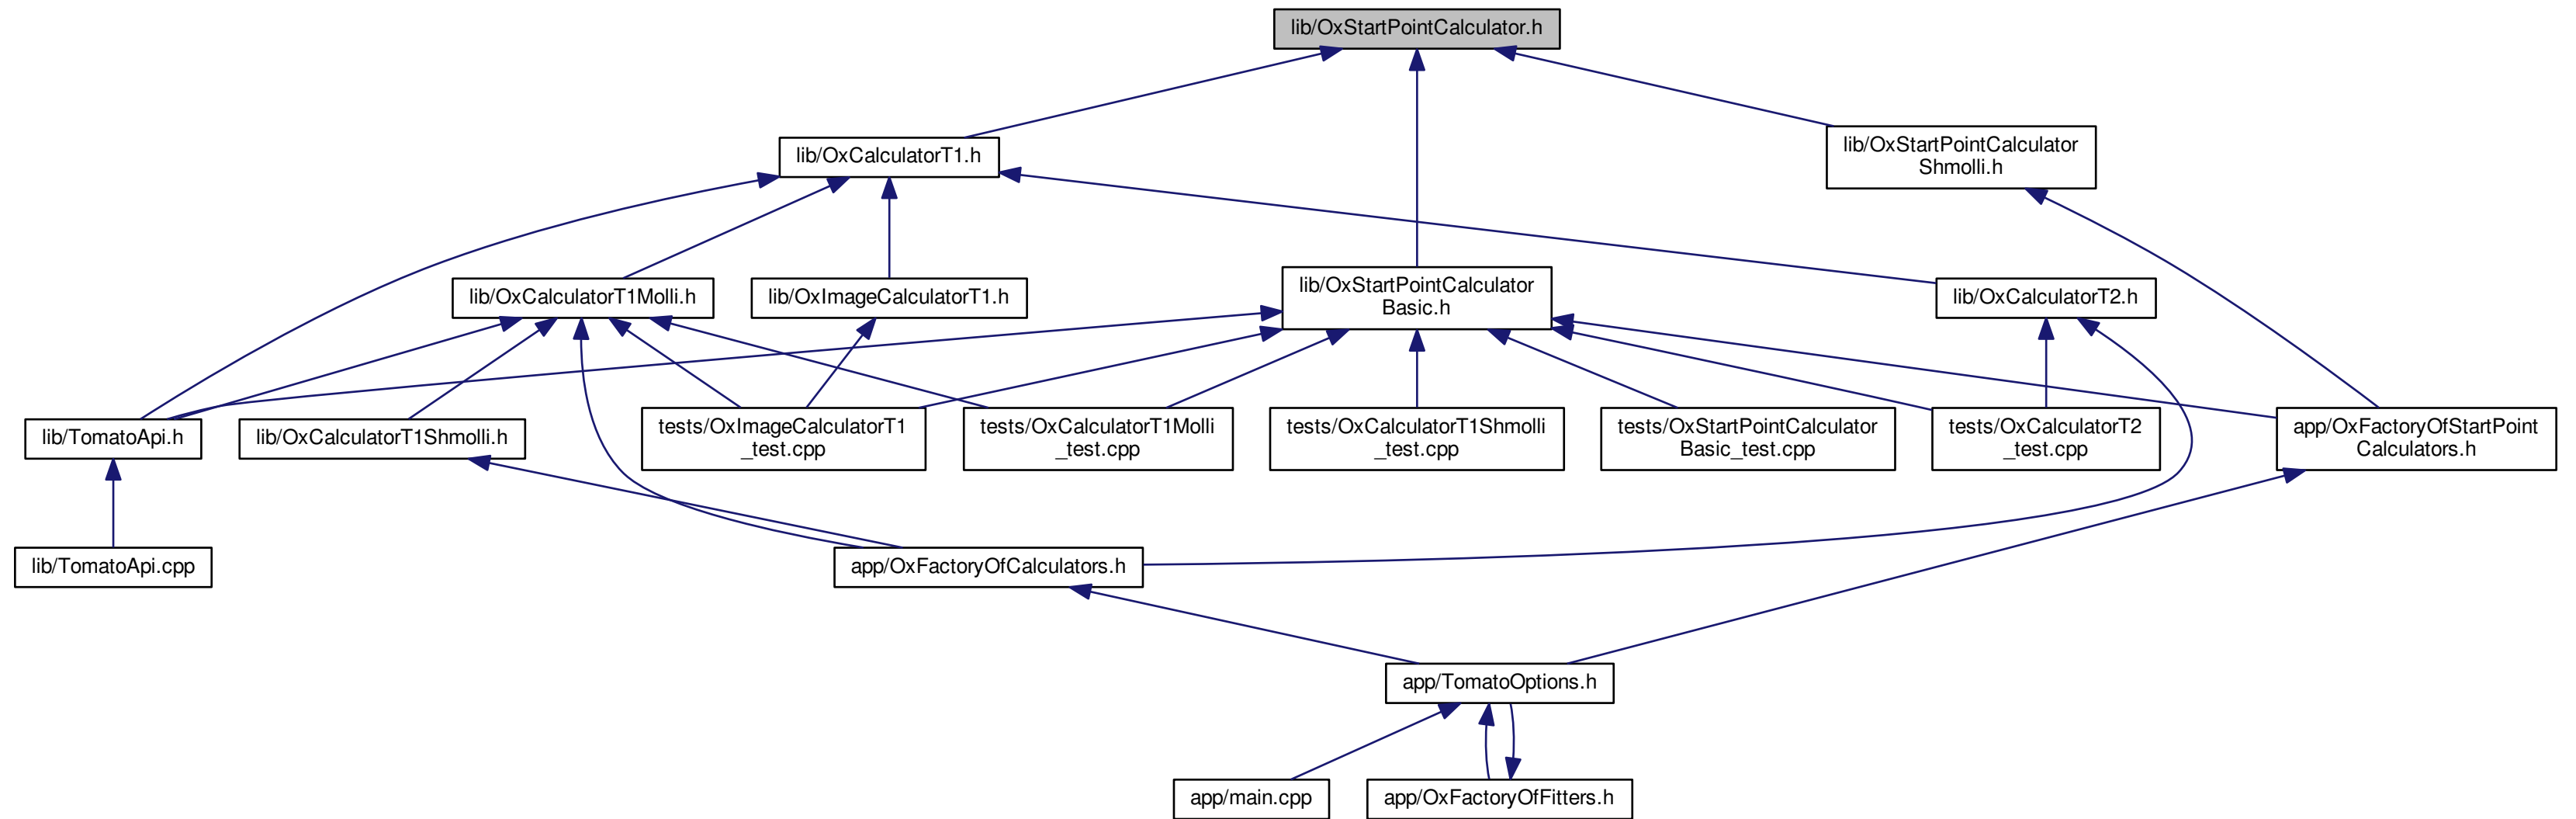 lib/OxStartPointCalculator.h
lib/OxCalculatorT1.h
lib/OxStartPointCalculator
Shmolli.h
lib/OxCalculatorT1Molli.h
lib/OxImageCalculatorT1.h
lib/OxStartPointCalculator
Basic.h
lib/OxCalculatorT2.h
lib/TomatoApi.h
lib/OxCalculatorT1Shmolli.h
tests/OxImageCalculatorT1
_test.cpp
tests/OxCalculatorT1Molli
_test.cpp
tests/OxCalculatorT1Shmolli
_test.cpp
tests/OxStartPointCalculator
Basic_test.cpp
tests/OxCalculatorT2
_test.cpp
app/OxFactoryOfStartPoint
Calculators.h
lib/TomatoApi.cpp
app/OxFactoryOfCalculators.h
app/TomatoOptions.h
app/main.cpp
app/OxFactoryOfFitters.h